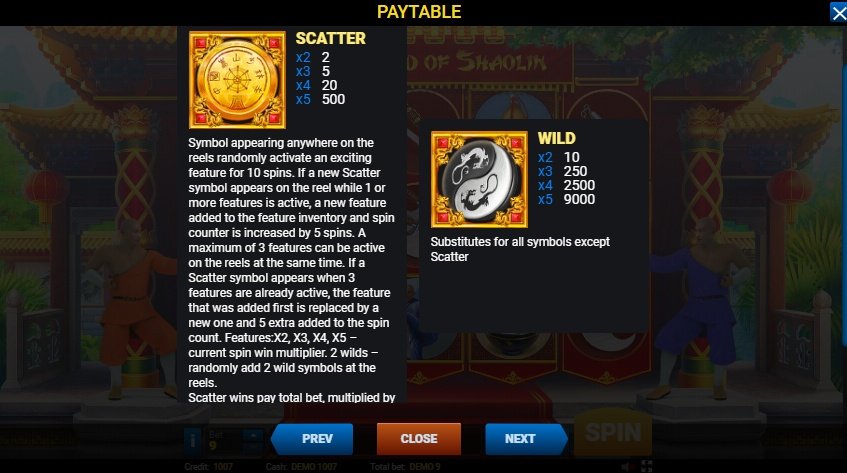 PAYTABLE
SCATTER
x2 2
x3 5
x4 20
x5 500
Symbol appearing anywhere on the
reels randomly activate an exciting
feature for 10 spins. If a new Scatter
symbol appears on the reel while 1 or
more features is active, a new feature
added to the feature inventory and spin
counter is increased by 5 spins. A
maximum of 3 features can be active
on the reels at the same time. If a
Scatter symbol appears when 3
features are already active, the feature
that was added first is replaced by a
new one and 5 extra added to the spin
count. Features:X2, X3, X4, X5 –
current spin win multiplier. 2 wilds –
randomly add 2 wild symbols at the
reels.
Scatter wins pay total bet, multiplied by
OF SHAOLIN
WILD
x2 10
x3 250
x4 2500
x5 9000
Substitutes for all symbols except
Scatter
i
Bet
9
PREV
CLOSE
NEXT
SPIN
Credit: 1007
Cash: DEMO 1007
Total bet: DEMO 9